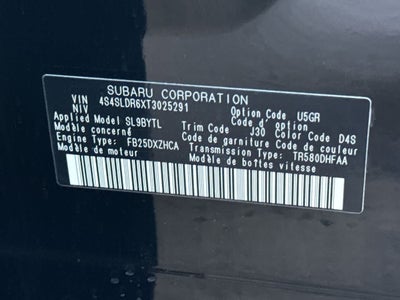 SUBARU CORPORATION
VIN 4S4SLDR6XT3025291
NIV
Option Code U5GR
Code d' option
Applied Model SL9BYTL
Modèle concerné
Trim Code J30 Color Code D4S
Code de garniture Code de couleur
Engine Type FB25DXZHCA
Modèle de moteur
Transmission Type TR580DHFAA
Modèle de boîtes vitesse